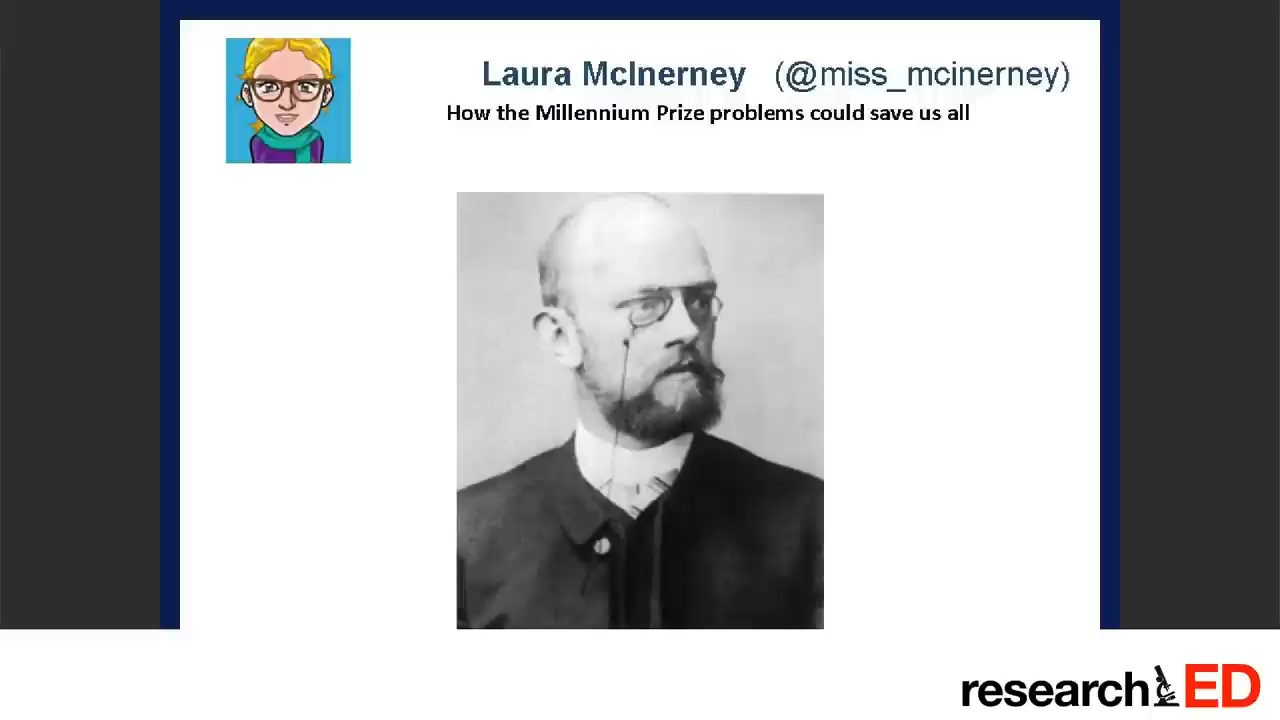 Laura McInerney (@miss_mcinerney)
How the Millennium Prize problems could save us all
researchED